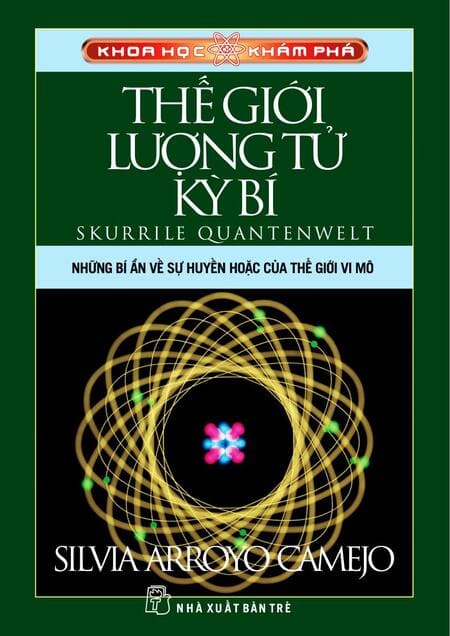 KHOA HỌC KHÁM PHÁ
THẾ GIỚI
LƯỢNG TỬ
KỲ BÍ
SKURRILE QUANTENWELT
NHỮNG BÍ ẨN VỀ SỰ HUYỀN HOẶC CỦA THẾ GIỚI VI MÔ
SILVIA ARROYO CAMEJO
NHÀ XUẤT BẢN TRẺ